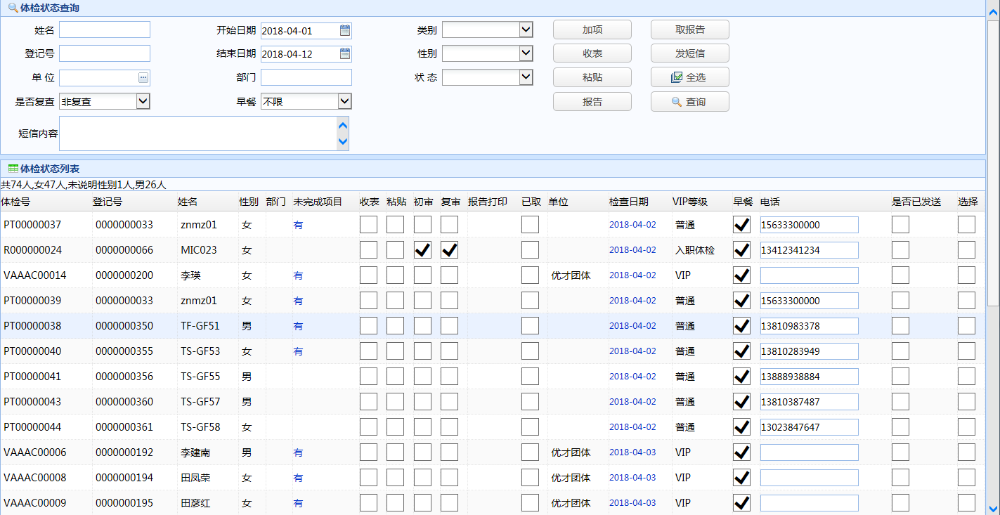 体检状态查询
姓名 开始日期 2018-04-01 类别 加项 取报告
登记号 结束日期 2018-04-12 性别 收表 发短信
单 位 部门 状 态 粘贴 全选
是否复查 非复查 早餐 不限 报告 查询
短信内容
体检状态列表
共74人,女47人,未说明性别1人,男26人
体检号 登记号 姓名 性别 部门 未完成项目 收表 粘贴 初审 复审 报告打印 已取 单位 检查日期 VIP等级 早餐 电话 是否已发送 选择
PT00000037 0000000033 znmz01 女 有 2018-04-02 普通 15633300000
R000000024 0000000066 MIC023 女 2018-04-02 入职体检 13412341234
VAAAC00014 0000000200 李瑛 女 有 优才团体 2018-04-02 VIP
PT00000039 0000000033 znmz01 女 有 2018-04-02 普通 15633300000
PT00000038 0000000350 TF-GF51 男 有 2018-04-02 普通 13810983378
PT00000040 0000000355 TS-GF53 女 有 2018-04-02 普通 13810283949
PT00000041 0000000356 TS-GF55 男 2018-04-02 普通 13888938884
PT00000043 0000000360 TS-GF57 男 2018-04-02 普通 13810387487
PT00000044 0000000361 TS-GF58 女 2018-04-02 普通 13023847647
VAAAC00006 0000000192 李建南 男 有 优才团体 2018-04-03 VIP
VAAAC00008 0000000194 田凤荣 女 有 优才团体 2018-04-03 VIP
VAAAC00009 0000000195 田彦红 女 有 优才团体 2018-04-03 VIP